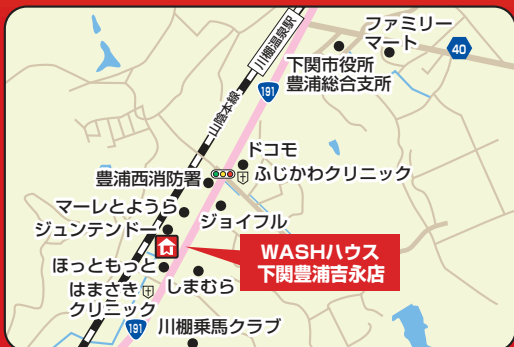 ファミリー
マート
40
川棚温泉駅
下関市役所
豊浦総合支所
191
山陰本線
ドコモ
豊浦西消防署
ふじかわクリニック
マーレとようら
ジョイフル
ジュンテンドー
WASHハウス
下関豊浦吉永店
ほっともっと
しまむら
はまさき
クリニック
191
川棚乗馬クラブ